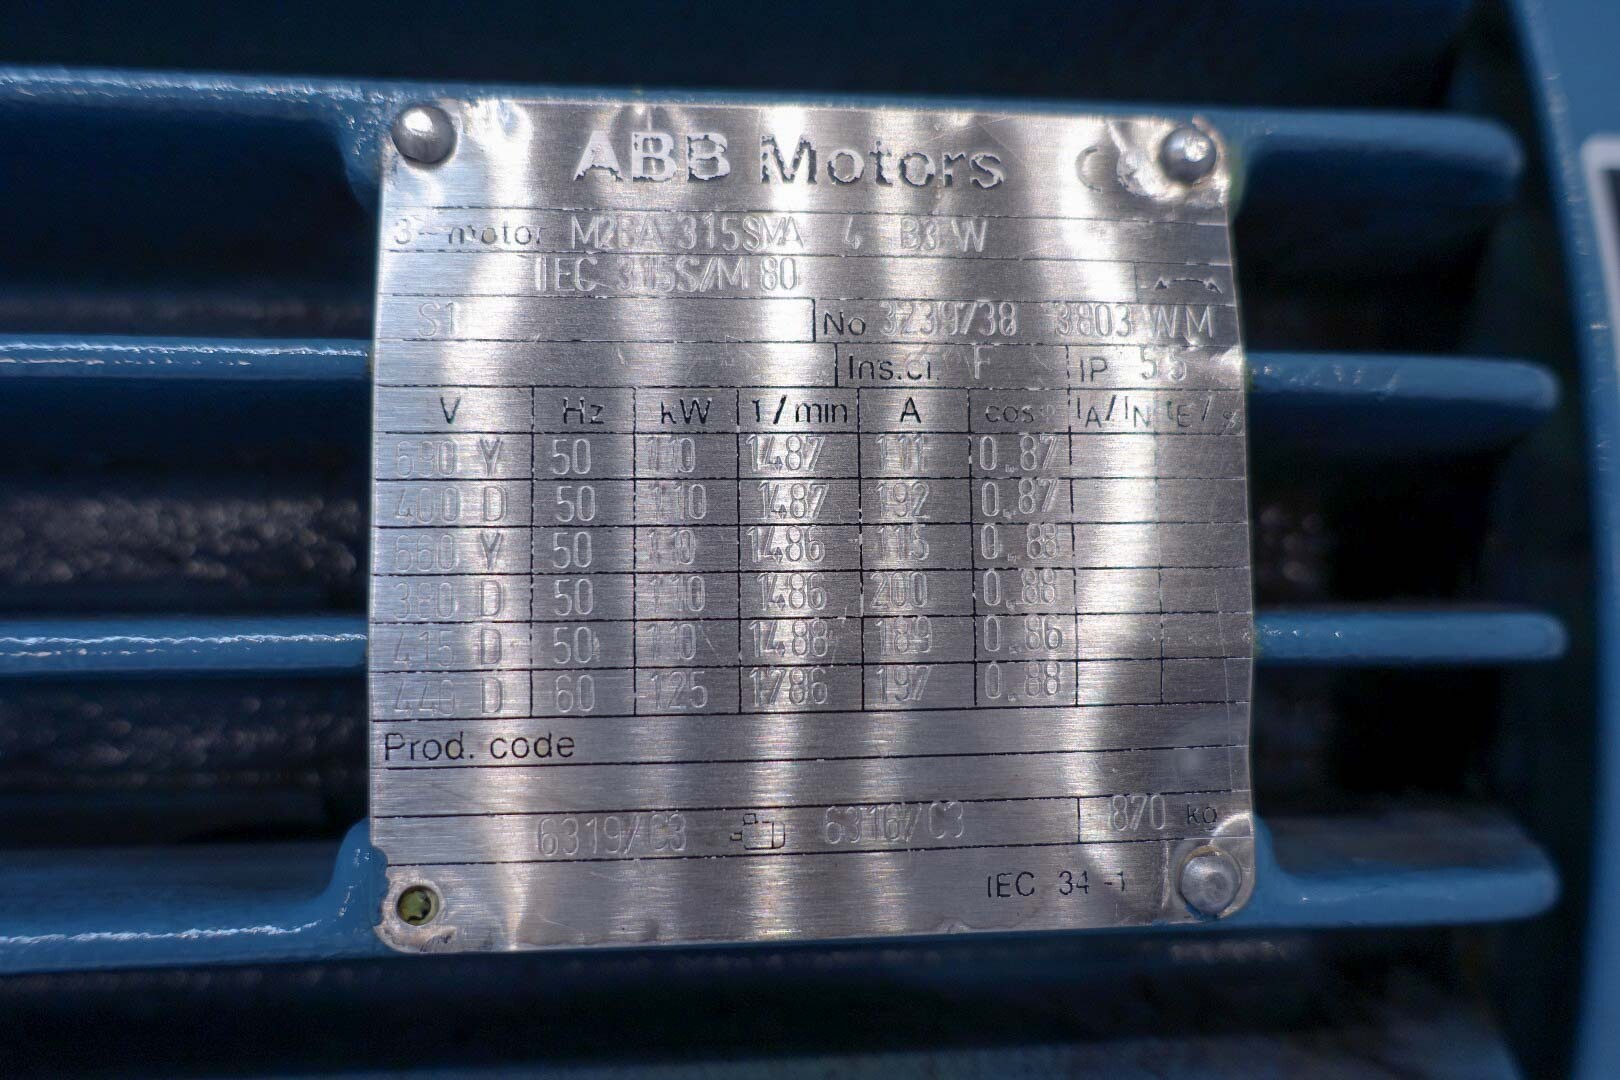 ABB Motors
3~motor M2BA 315SMA 4 B3 W
IEC 315S/M 80
S1 No 3239/38 3803 WM
Ins.cl. F IP 55
V Hz kW 1/min A cosφ IA/IN tE/s
690 Y 50 110 1487 111 0.87
400 D 50 110 1487 192 0.87
660 Y 50 110 1486 115 0.88
380 D 50 110 1486 200 0.88
415 D 50 110 1488 189 0.86
440 D 60 125 1786 197 0.88
Prod. code
6319/C3 6316/C3 870 kg
IEC 34-1